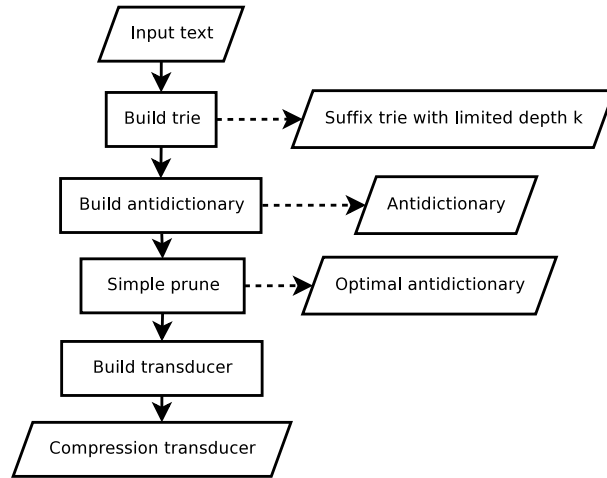 Input text
Build trie
Suffix trie with limited depth k
Build antidictionary
Antidictionary
Simple prune
Optimal antidictionary
Build transducer
Compression transducer